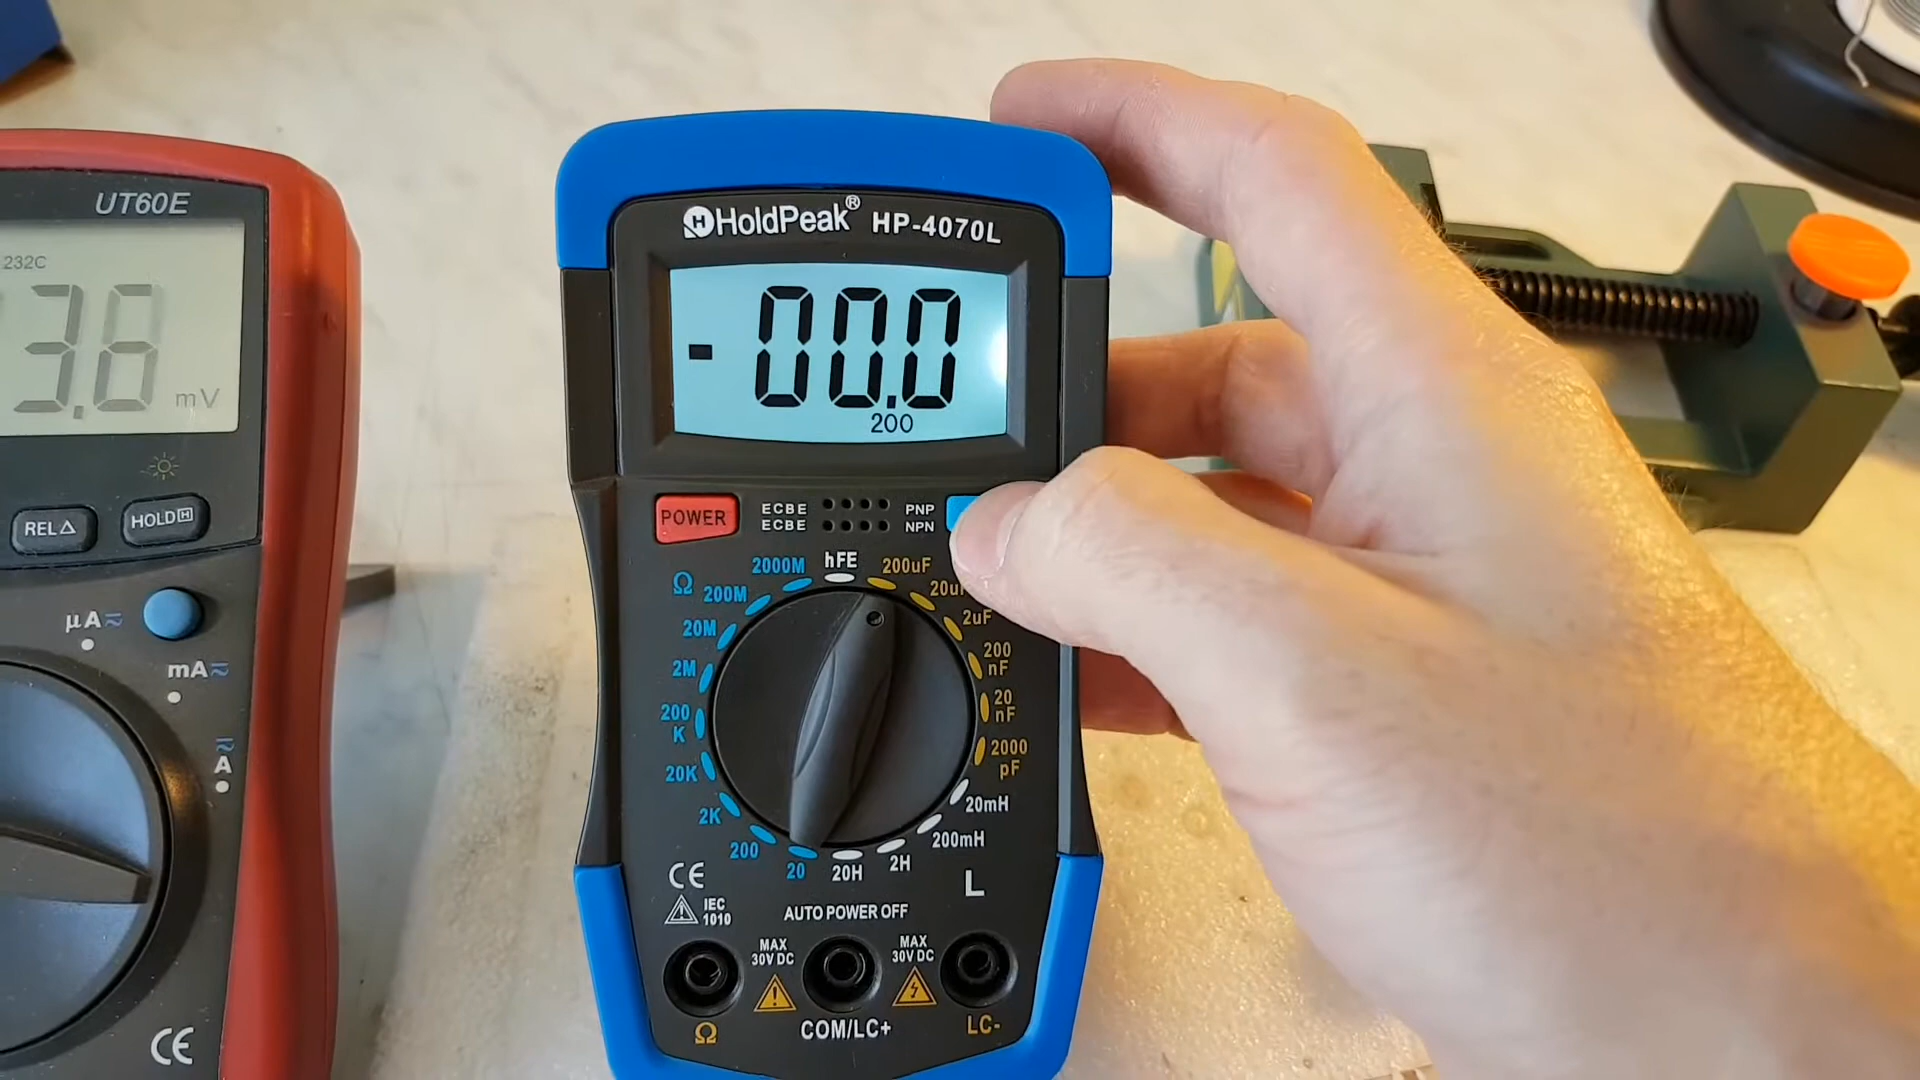 UT60E
232C
3.8
mV
REL△
HOLD H
µA
mA
A
CE
HoldPeak® HP-4070L
-00.0
200
POWER
ECBE
ECBE
PNP
NPN
hFE
200uF
20uF
2uF
200
nF
20
nF
2000
pF
20mH
200mH
2H
20H
L
2000M
Ω
200M
20M
2M
200
K
20K
2K
200
20
CE
IEC
1010
AUTO POWER OFF
MAX
30V DC
MAX
30V DC
Ω
COM/LC+
LC-